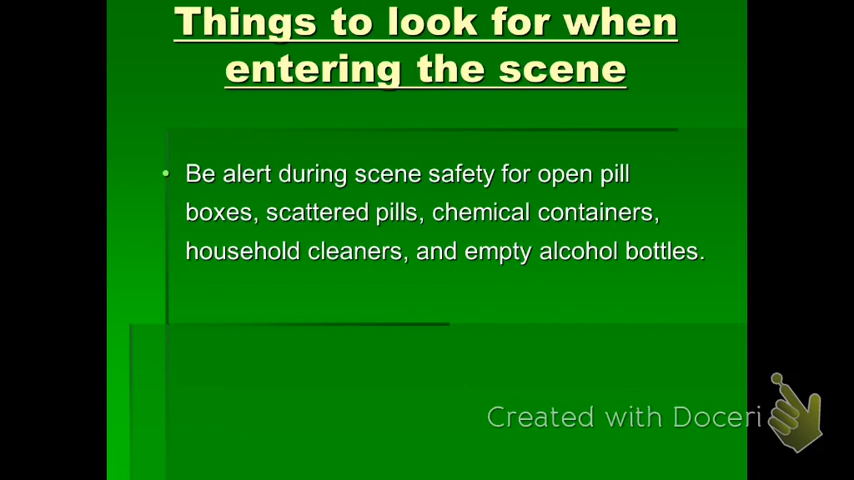 Things to look for when
entering the scene
• Be alert during scene safety for open pill
boxes, scattered pills, chemical containers,
household cleaners, and empty alcohol bottles.
Created with Doceri